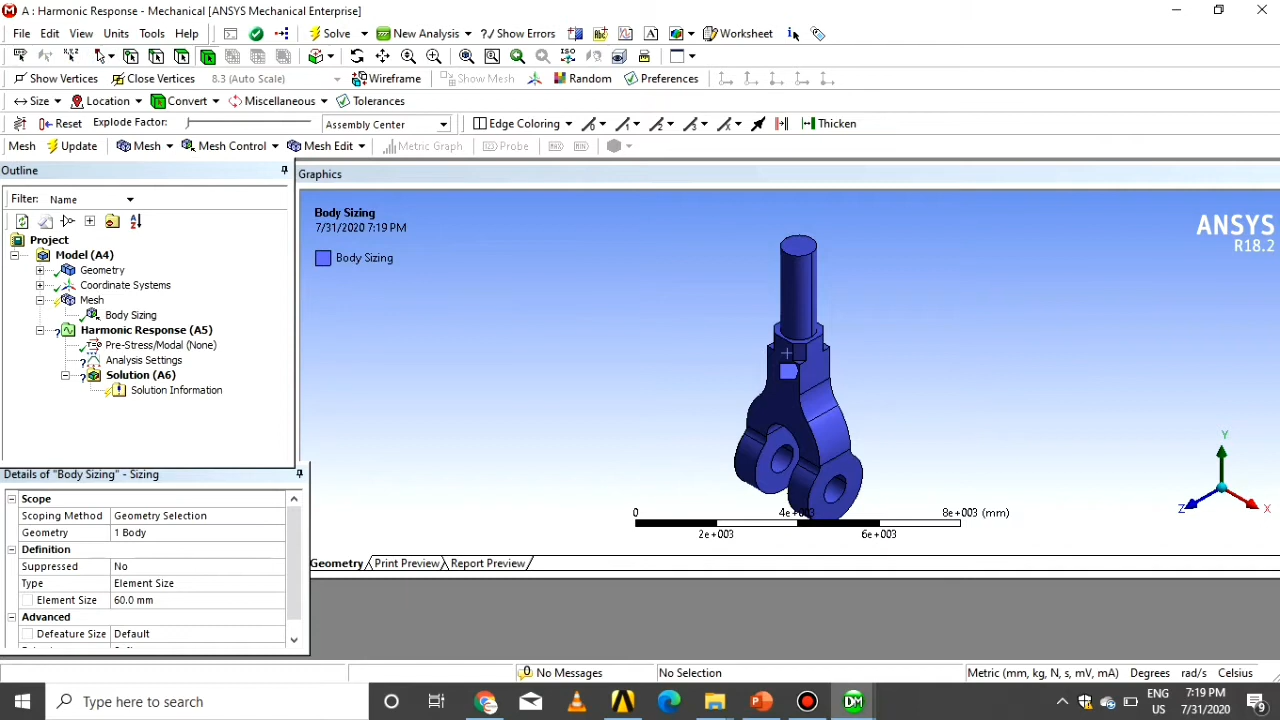 A : Harmonic Response - Mechanical [ANSYS Mechanical Enterprise]
File Edit View Units Tools Help Solve New Analysis ?/ Show Errors Worksheet
Show Vertices Close Vertices 8.3 (Auto Scale) Wireframe Show Mesh Random Preferences
Size Location Convert Miscellaneous Tolerances
Reset Explode Factor: Assembly Center Edge Coloring Thicken
Mesh Update Mesh Mesh Control Mesh Edit Metric Graph Probe
Outline
Graphics
Filter: Name
Project
Model (A4)
Geometry
Coordinate Systems
Mesh
Body Sizing
Harmonic Response (A5)
Pre-Stress/Modal (None)
Analysis Settings
Solution (A6)
Solution Information
Body Sizing
7/31/2020 7:19 PM
Body Sizing
ANSYS
R18.2
Y
Z
X
0 4e+003 8e+003 (mm)
2e+003 6e+003
Details of "Body Sizing" - Sizing
Scope
Scoping Method Geometry Selection
Geometry 1 Body
Definition
Suppressed No
Type Element Size
Element Size 60.0 mm
Advanced
Defeature Size Default
Geometry Print Preview Report Preview
0 No Messages No Selection Metric (mm, kg, N, s, mV, mA) Degrees rad/s Celsius
Type here to search
DM
ENG
US
7:19 PM
7/31/2020
9